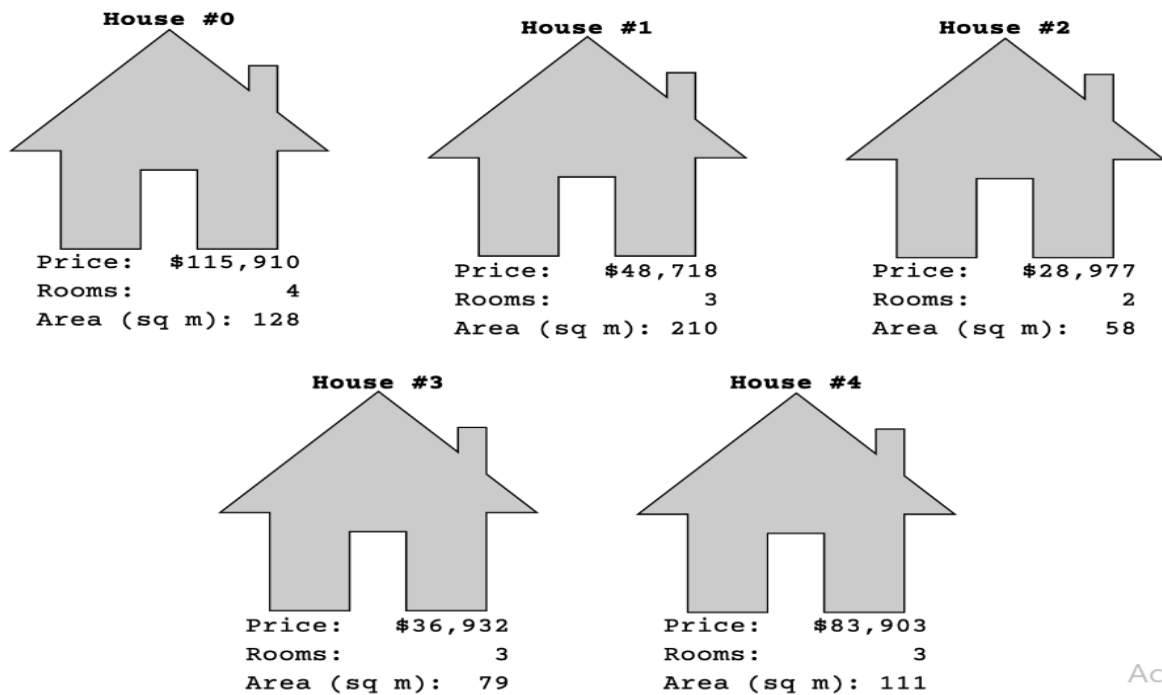 House #0
Price: $115,910
Rooms: 4
Area (sq m): 128
House #1
Price: $48,718
Rooms: 3
Area (sq m): 210
House #2
Price: $28,977
Rooms: 2
Area (sq m): 58
House #3
Price: $36,932
Rooms: 3
Area (sq m): 79
House #4
Price: $83,903
Rooms: 3
Area (sq m): 111